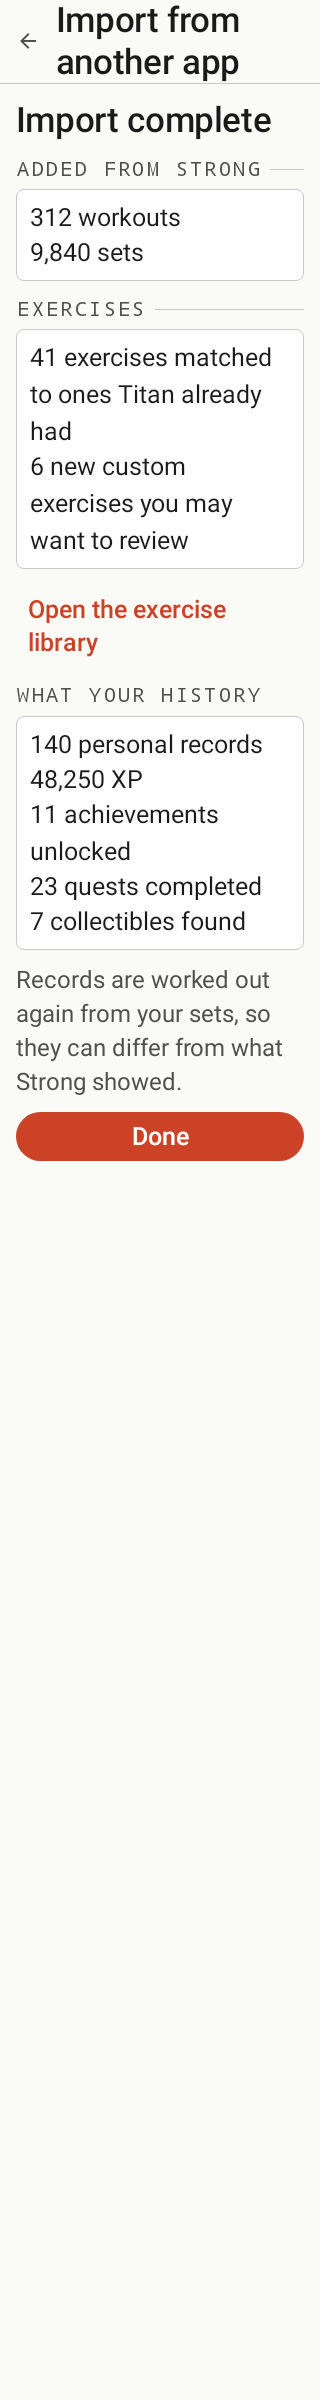 Import from
another app
Import complete
ADDED FROM STRONG
312 workouts
9,840 sets
EXERCISES
41 exercises matched
to ones Titan already
had
6 new custom
exercises you may
want to review
Open the exercise
library
WHAT YOUR HISTORY
140 personal records
48,250 XP
11 achievements
unlocked
23 quests completed
7 collectibles found
Records are worked out
again from your sets, so
they can differ from what
Strong showed.
Done